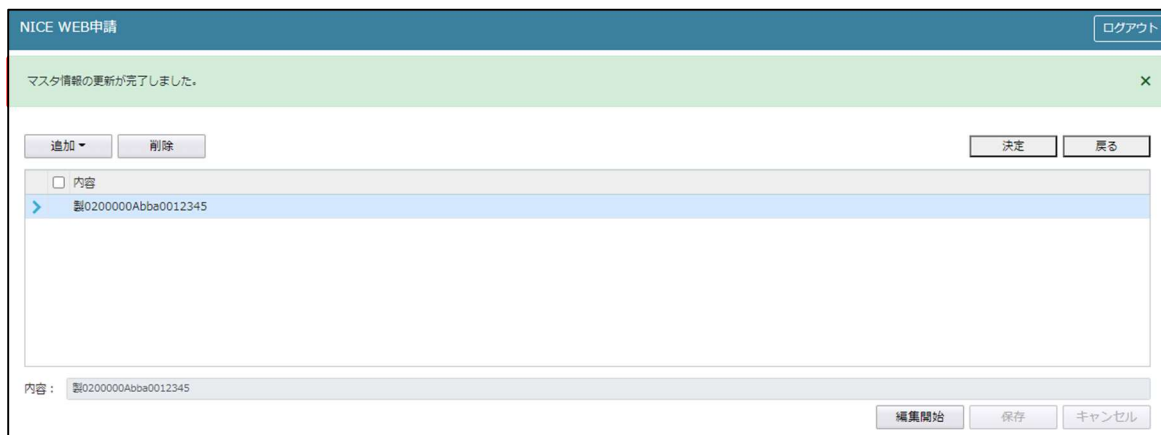 NICE WEB申請
ログアウト
マスタ情報の更新が完了しました。
×
追加 削除 決定 戻る
内容
製0200000Abba0012345
内容： 製0200000Abba0012345
編集開始 保存 キャンセル